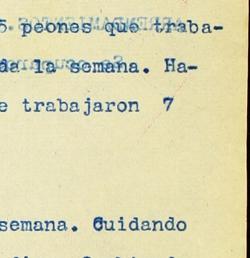 5 peones que traba-
da la semana. Ha-
e trabajaron 7
semana. Cuidando